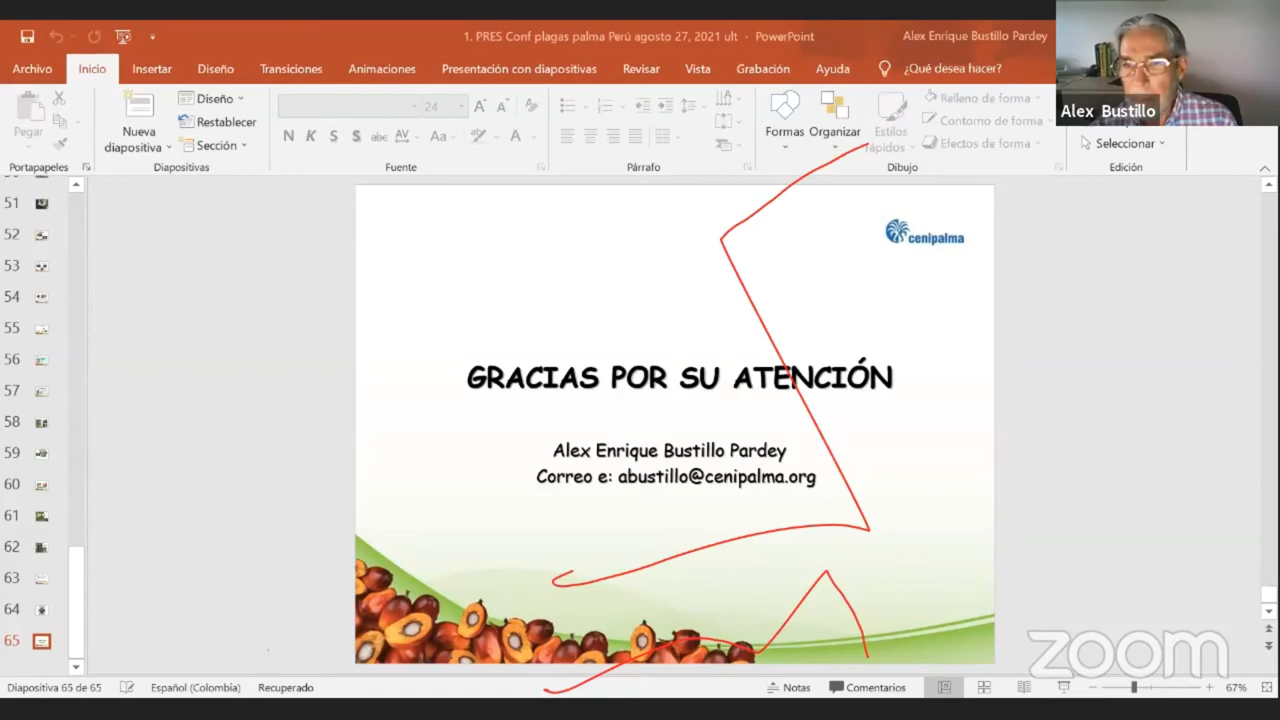 1. PRES Conf plagas palma Perú agosto 27, 2021 ult - PowerPoint
Alex Enrique Bustillo Pardey
Archivo Inicio Insertar Diseño Transiciones Animaciones Presentación con diapositivas Revisar Vista Grabación Ayuda ¿Qué desea hacer?
Alex Bustillo
Pegar
Nueva diapositiva
Diseño
Restablecer
Sección
24
N K S S abc AV Aa A
Formas
Organizar
Estilos rápidos
Relleno de forma
Contorno de forma
Efectos de forma
Seleccionar
Portapapeles Diapositivas Fuente Párrafo Dibujo Edición
51
52
53
54
55
56
57
58
59
60
61
62
63
64
65
cenipalma
GRACIAS POR SU ATENCIÓN
Alex Enrique Bustillo Pardey
Correo e: abustillo@cenipalma.org
zoom
Diapositiva 65 de 65 Español (Colombia) Recuperado Notas Comentarios 67%